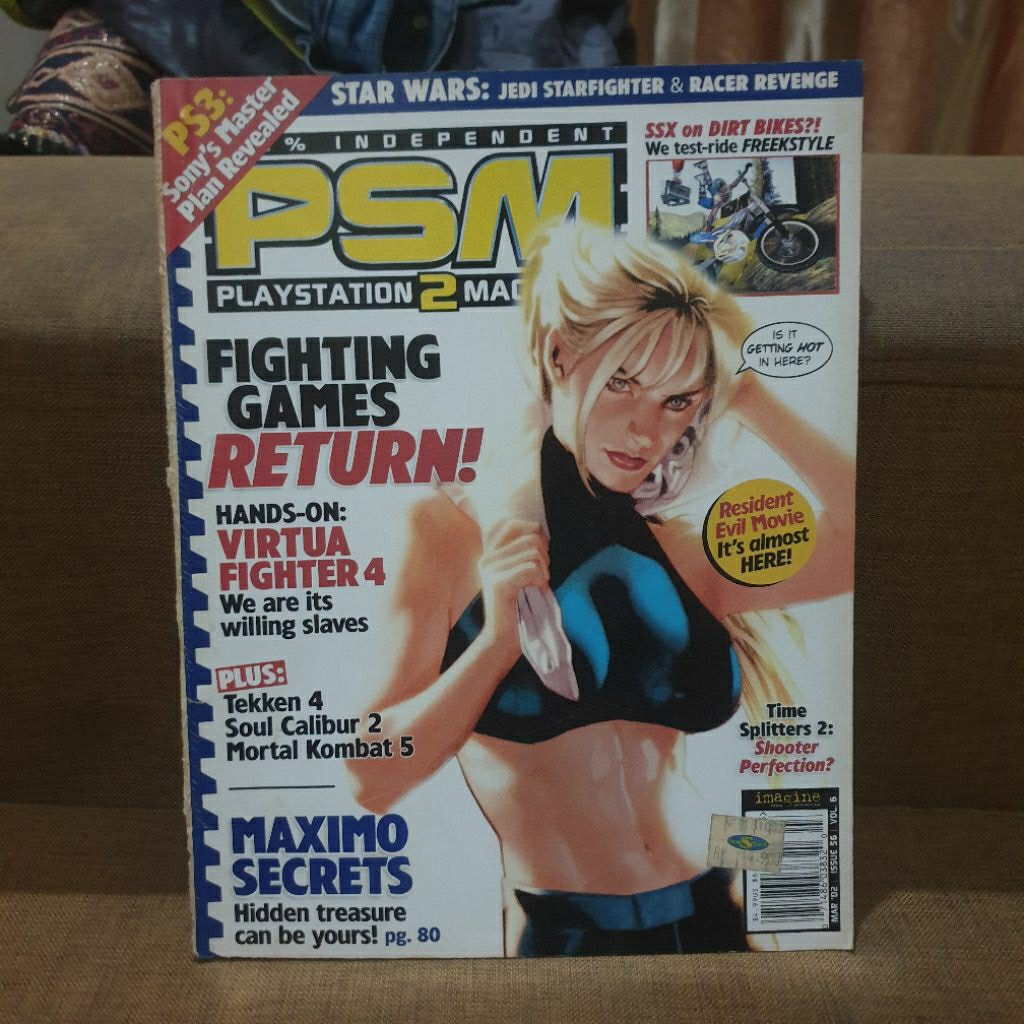 PS3:
Sony's Master
Plan Revealed
STAR WARS: JEDI STARFIGHTER & RACER REVENGE
% INDEPENDENT
PSM
PLAYSTATION 2 MAG
SSX on DIRT BIKES?!
We test-ride FREEKSTYLE
FIGHTING
GAMES
RETURN!
IS IT
GETTING HOT
IN HERE?
HANDS-ON:
VIRTUA
FIGHTER 4
We are its
willing slaves
Resident
Evil Movie
It's almost
HERE!
PLUS:
Tekken 4
Soul Calibur 2
Mortal Kombat 5
Time
Splitters 2:
Shooter
Perfection?
MAXIMO
SECRETS
Hidden treasure
can be yours! pg. 80
imagine
MAR '02 | ISSUE 56 | VOL 6